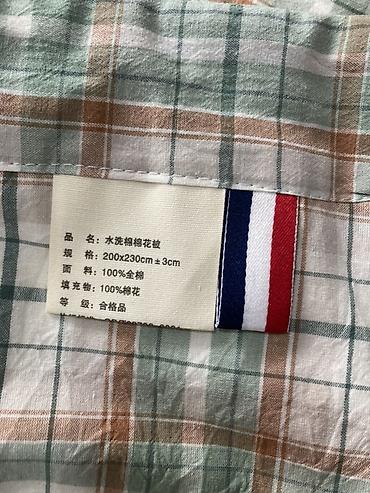 品 名：水洗棉棉花被
规 格：200x230cm±3cm
面 料：100%全棉
填充物：100%棉花
等 级：合格品